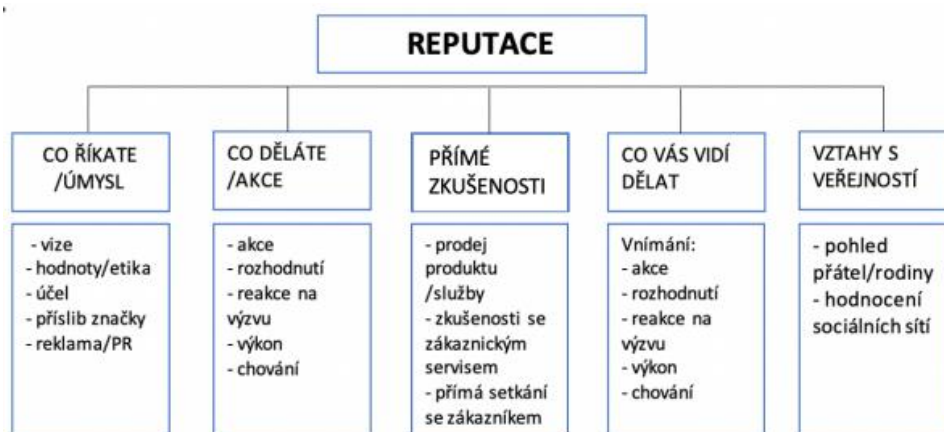 REPUTACE
CO ŘÍKATE
/ÚMYSL
- vize
- hodnoty/etika
- účel
- příslib značky
- reklama/PR
CO DĚLÁTE
/AKCE
- akce
- rozhodnutí
- reakce na
výzvu
- výkon
- chování
PŘÍMÉ
ZKUŠENOSTI
- prodej
produktu
/služby
- zkušenosti se
zákaznickým
servisem
- přímá setkání
se zákazníkem
CO VÁS VIDÍ
DĚLAT
Vnímání:
- akce
- rozhodnutí
- reakce na
výzvu
- výkon
- chování
VZTAHY S
VEŘEJNOSTÍ
- pohled
přátel/rodiny
- hodnocení
sociálních sítí